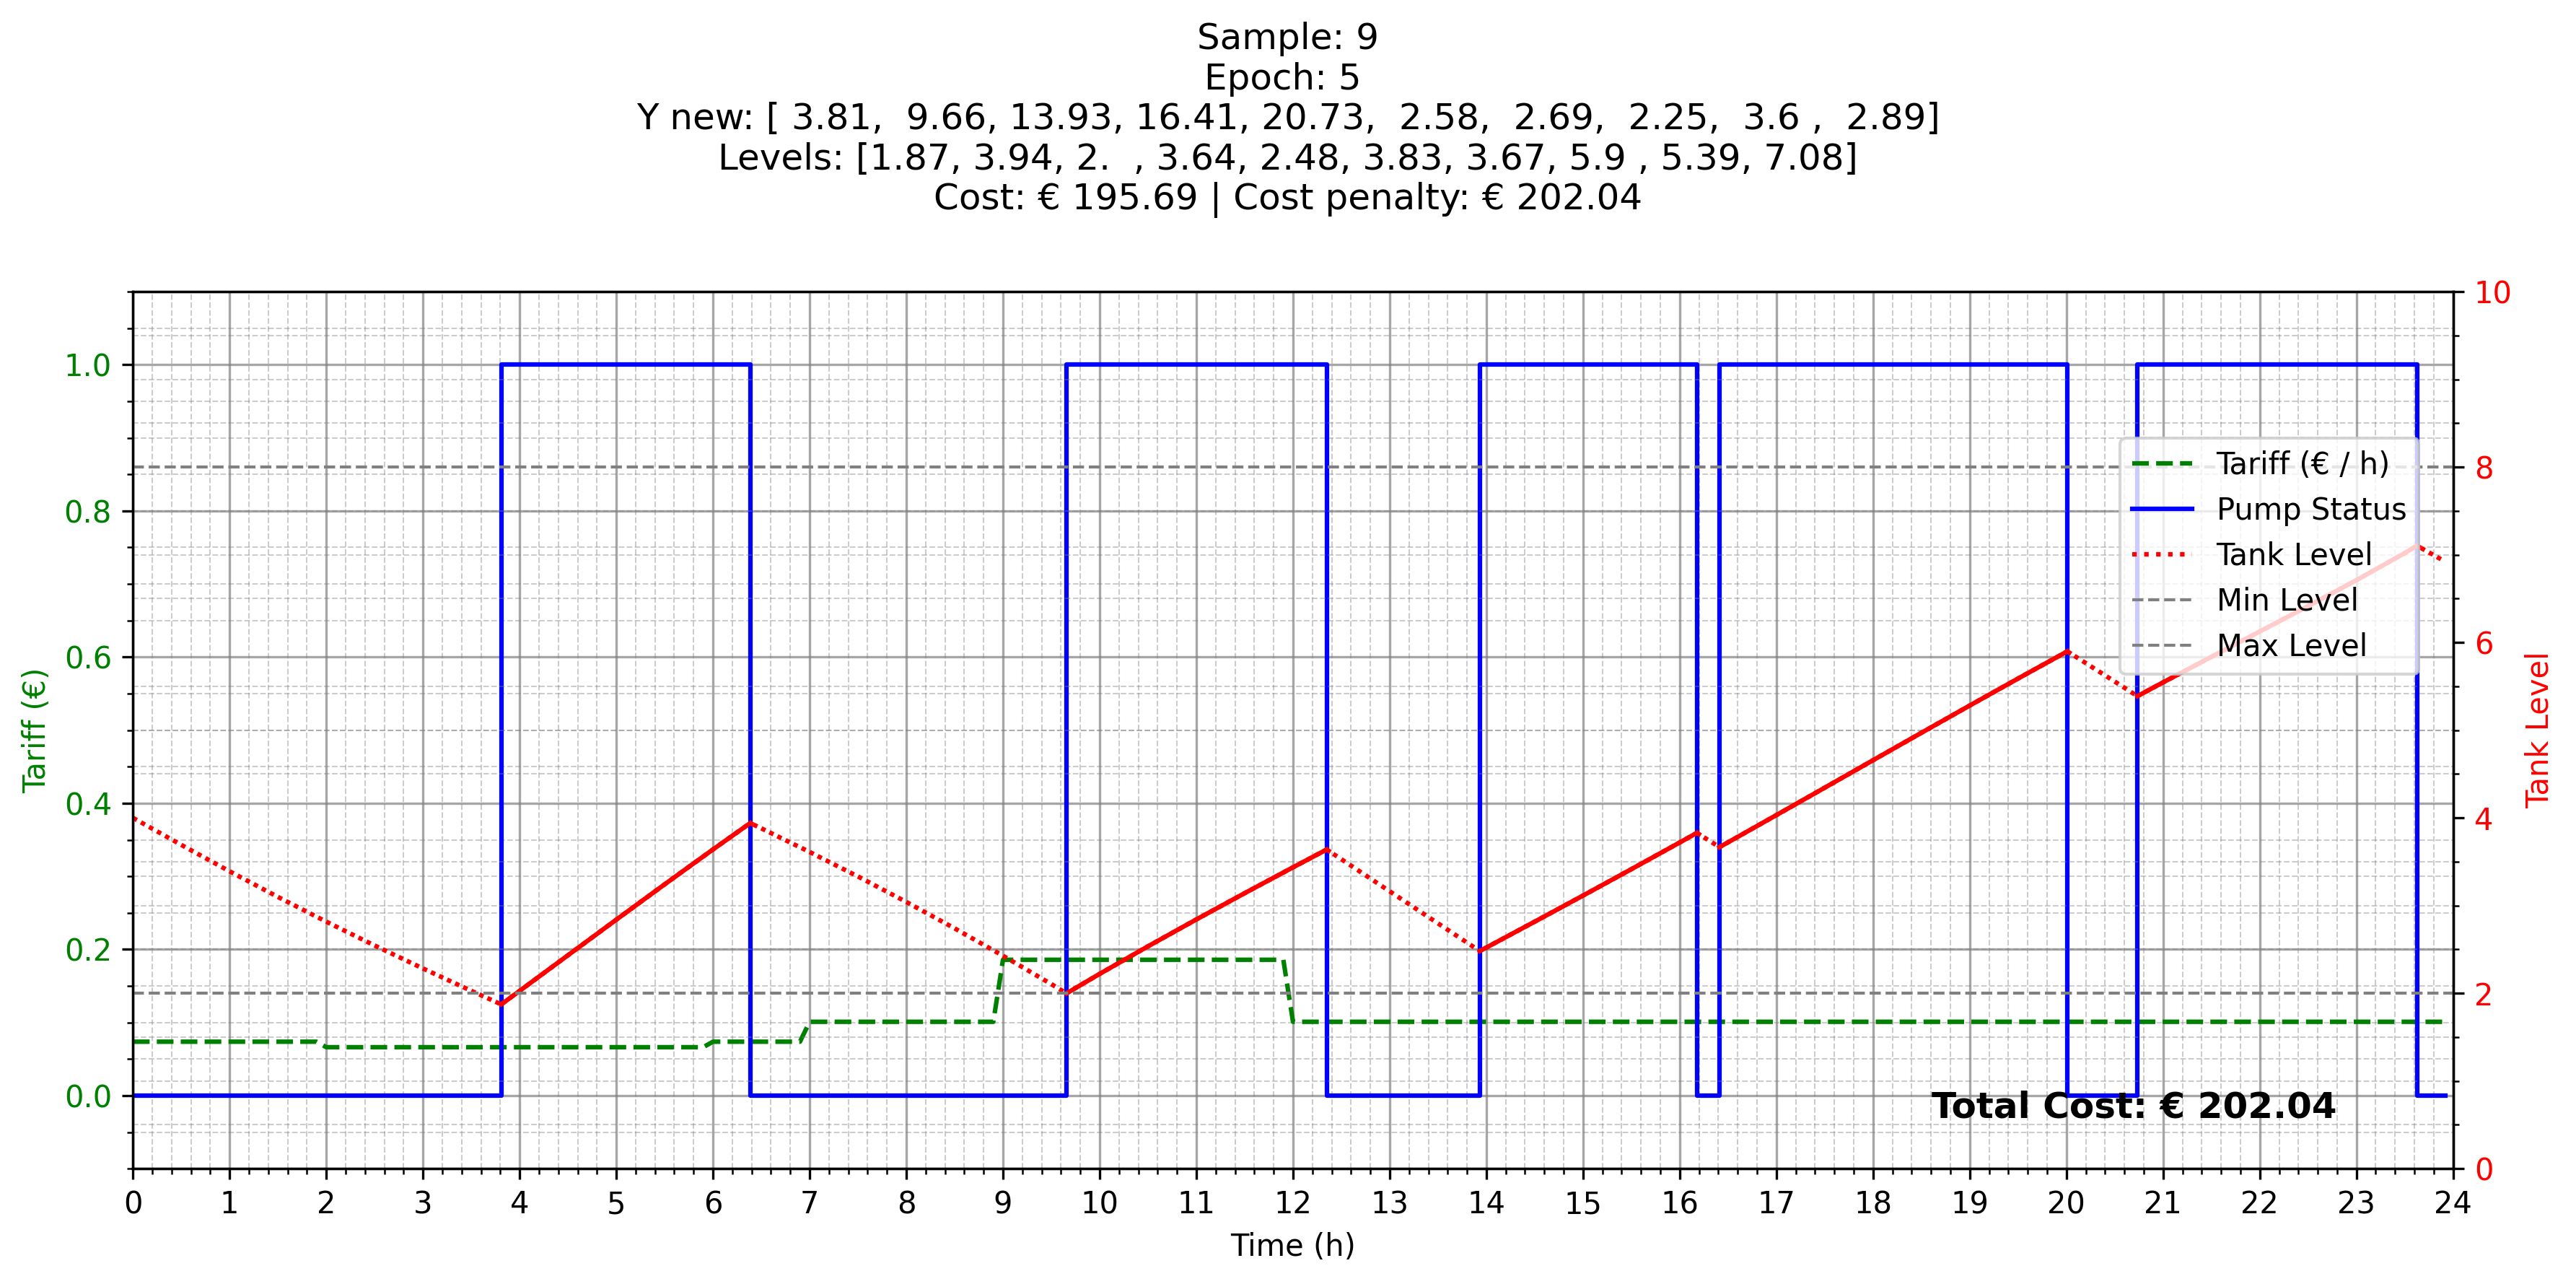 Sample: 9
Epoch: 5
Y new: [ 3.81,  9.66, 13.93, 16.41, 20.73,  2.58,  2.69,  2.25,  3.6 ,  2.89]
Levels: [1.87, 3.94, 2.  , 3.64, 2.48, 3.83, 3.67, 5.9 , 5.39, 7.08]
Cost: € 195.69 | Cost penalty: € 202.04
1.0
0.8
0.6
0.4
0.2
0.0
Tariff (€)
10
8
6
4
2
0
Tank Level
Tariff (€ / h)
Pump Status
Tank Level
Min Level
Max Level
Total Cost: € 202.04
0 1 2 3 4 5 6 7 8 9 10 11 12 13 14 15 16 17 18 19 20 21 22 23 24
Time (h)